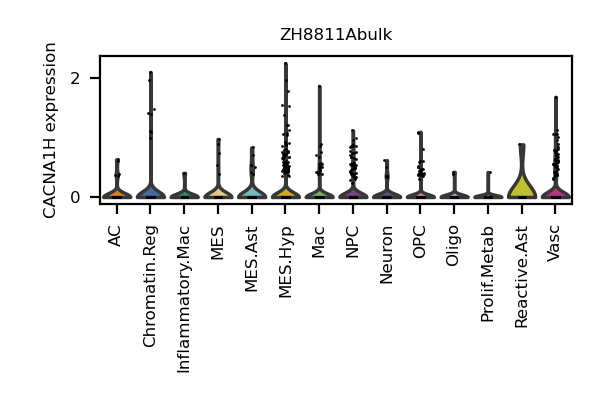 ZH8811Abulk
CACNA1H expression
2
0
AC
Chromatin.Reg
Inflammatory.Mac
MES
MES.Ast
MES.Hyp
Mac
NPC
Neuron
OPC
Oligo
Prolif.Metab
Reactive.Ast
Vasc